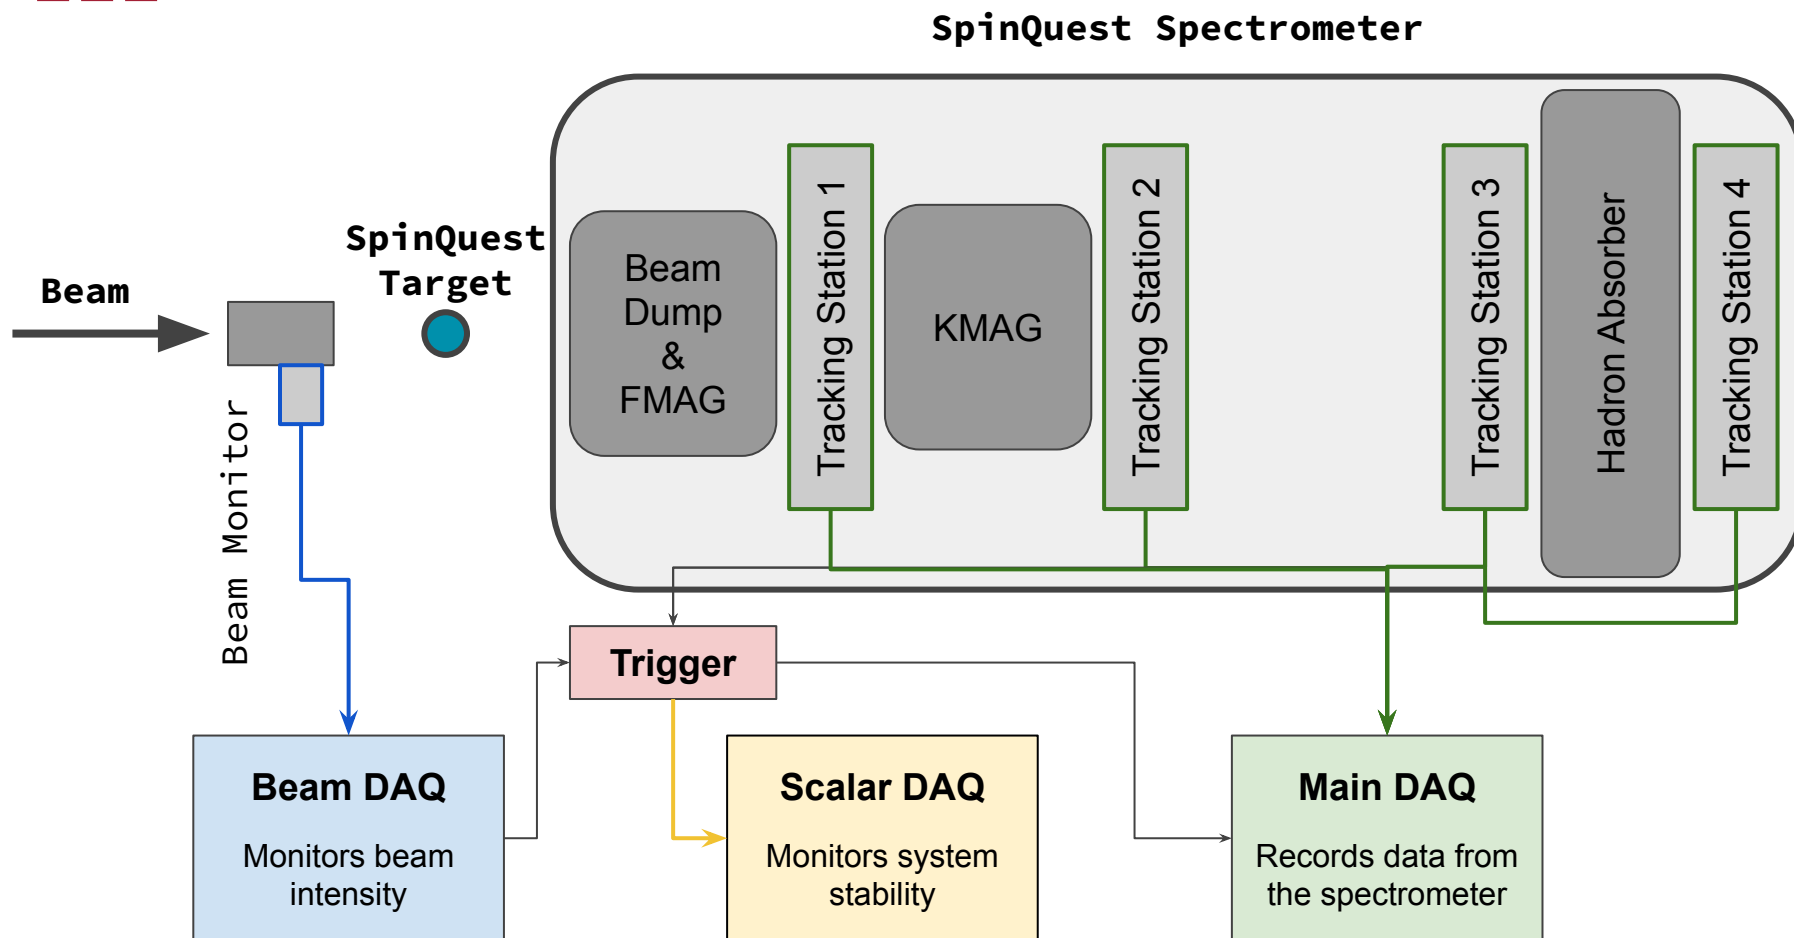 SpinQuest Spectrometer
SpinQuest
Target
Beam
Beam Monitor
Beam
Dump
&
FMAG
Tracking Station 1
KMAG
Tracking Station 2
Tracking Station 3
Hadron Absorber
Tracking Station 4
Trigger
Beam DAQ
Monitors beam
intensity
Scalar DAQ
Monitors system
stability
Main DAQ
Records data from
the spectrometer